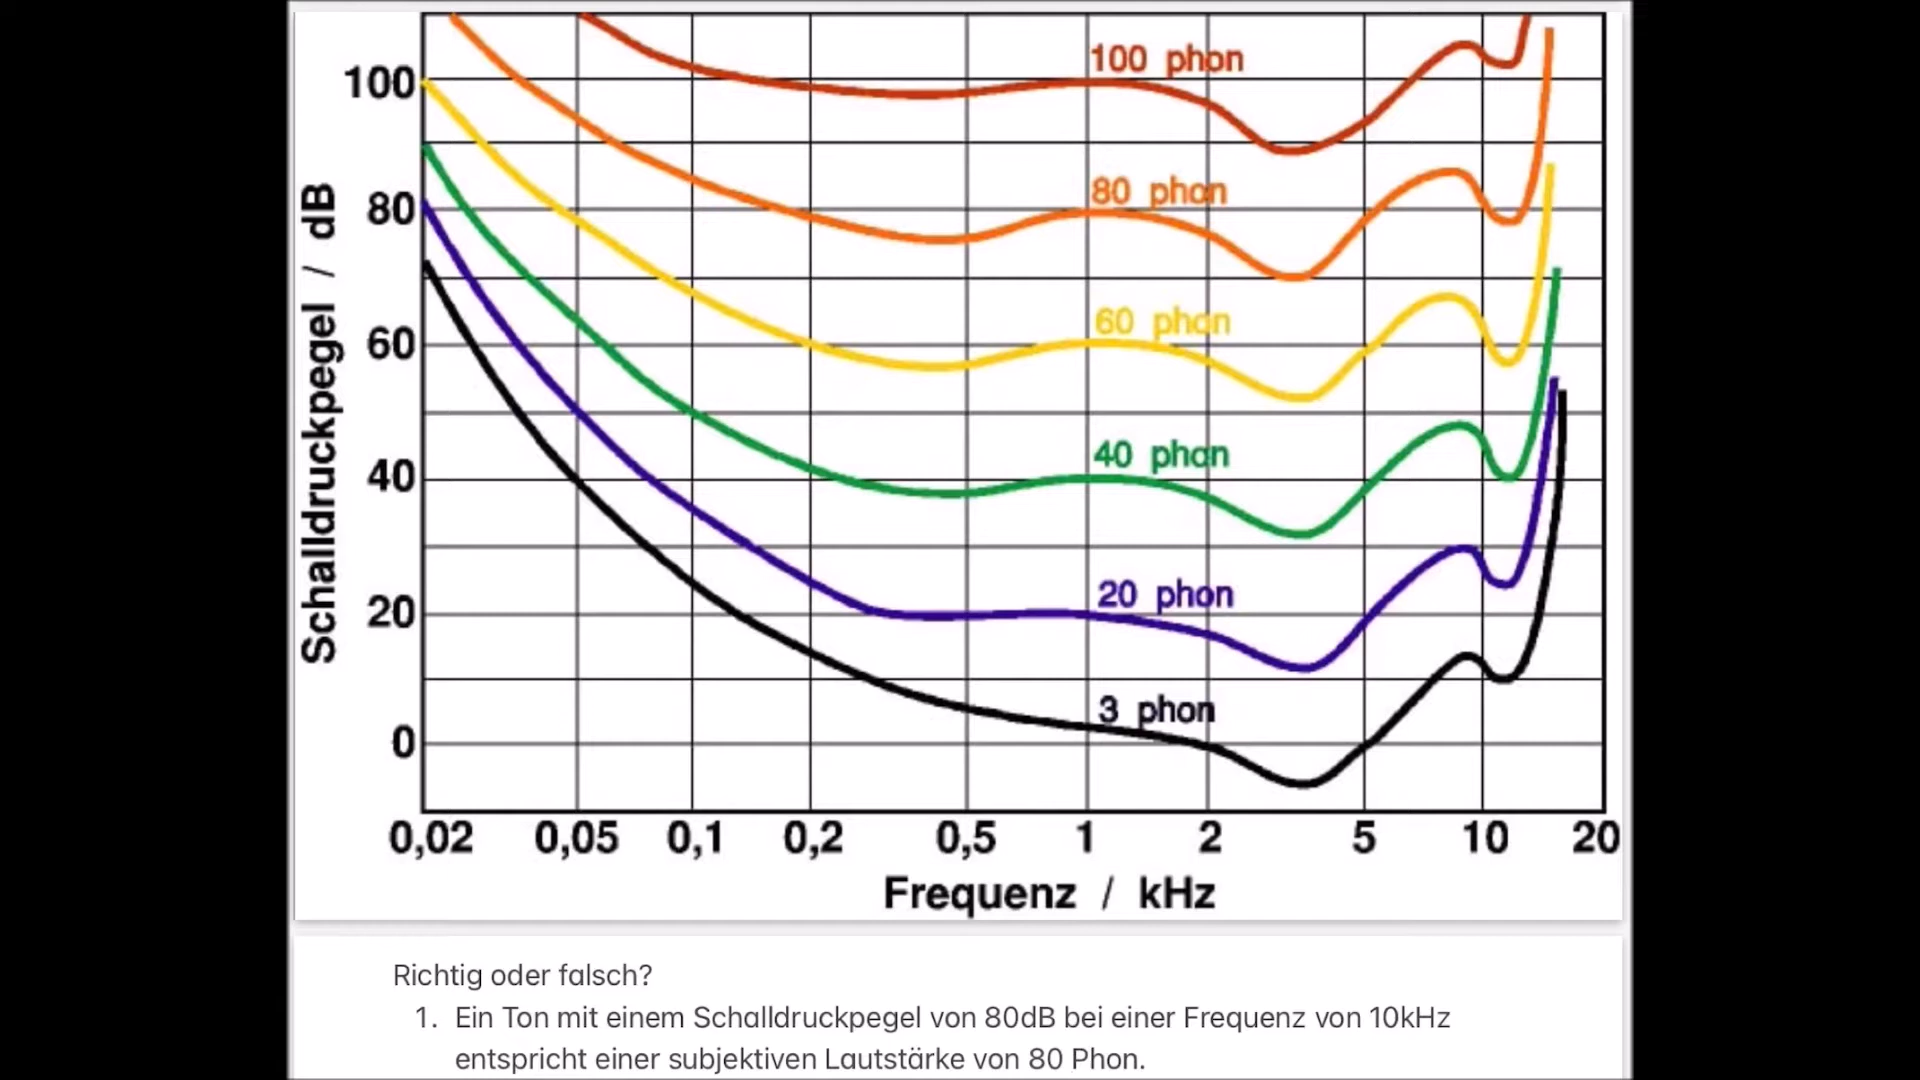 100 phon
100
80 phon
80
60 phon
60
40 phon
40
20 phon
20
3 phon
0
Schalldruckpegel / dB
0,02 0,05 0,1 0,2 0,5 1 2 5 10 20
Frequenz / kHz
Richtig oder falsch?
1. Ein Ton mit einem Schalldruckpegel von 80dB bei einer Frequenz von 10kHz
entspricht einer subjektiven Lautstärke von 80 Phon.